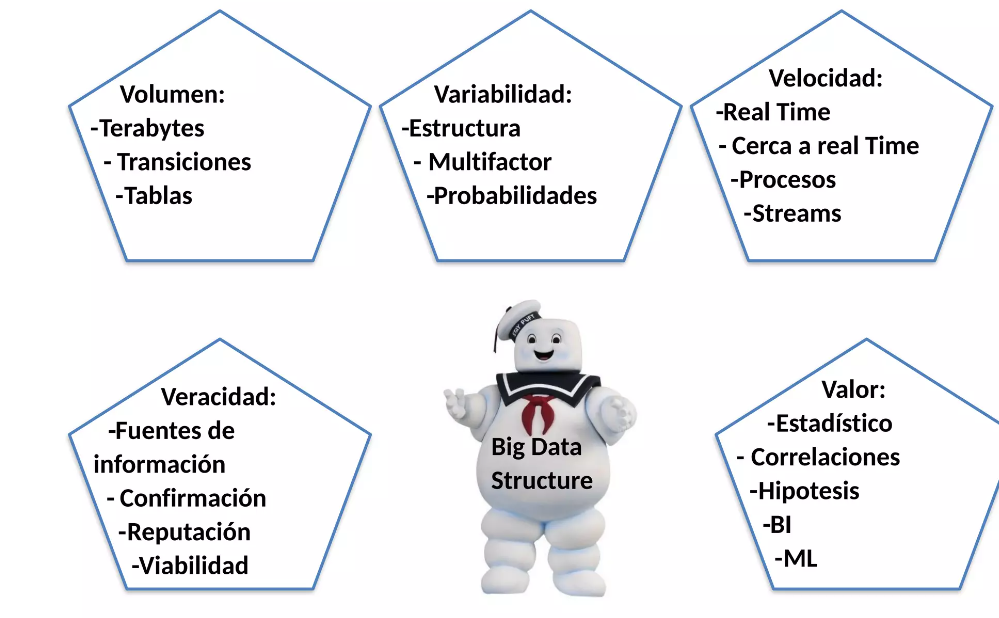 Volumen:
-Terabytes
- Transiciones
-Tablas
Variabilidad:
-Estructura
- Multifactor
-Probabilidades
Velocidad:
-Real Time
- Cerca a real Time
-Procesos
-Streams
Veracidad:
-Fuentes de
información
- Confirmación
-Reputación
-Viabilidad
Big Data
Structure
Valor:
-Estadístico
- Correlaciones
-Hipotesis
-BI
-ML